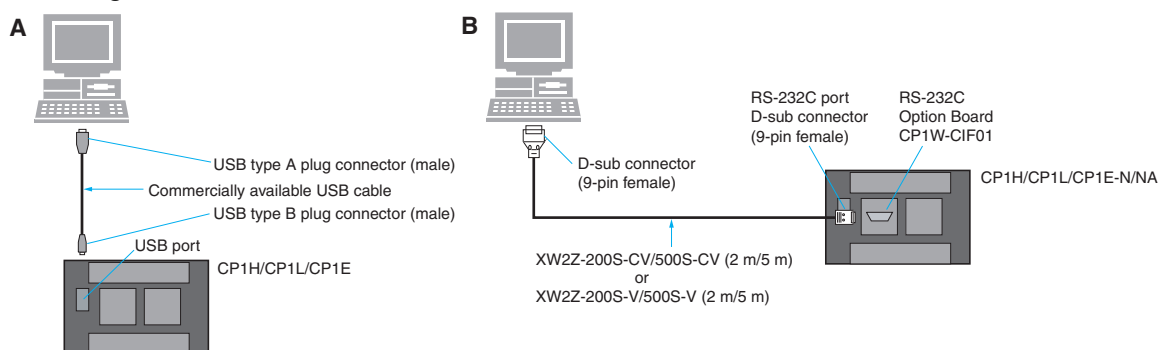 A
USB type A plug connector (male)
Commercially available USB cable
USB type B plug connector (male)
USB port
CP1H/CP1L/CP1E
B
D-sub connector
(9-pin female)
RS-232C port
D-sub connector
(9-pin female)
RS-232C
Option Board
CP1W-CIF01
CP1H/CP1L/CP1E-N/NA
XW2Z-200S-CV/500S-CV (2 m/5 m)
or
XW2Z-200S-V/500S-V (2 m/5 m)